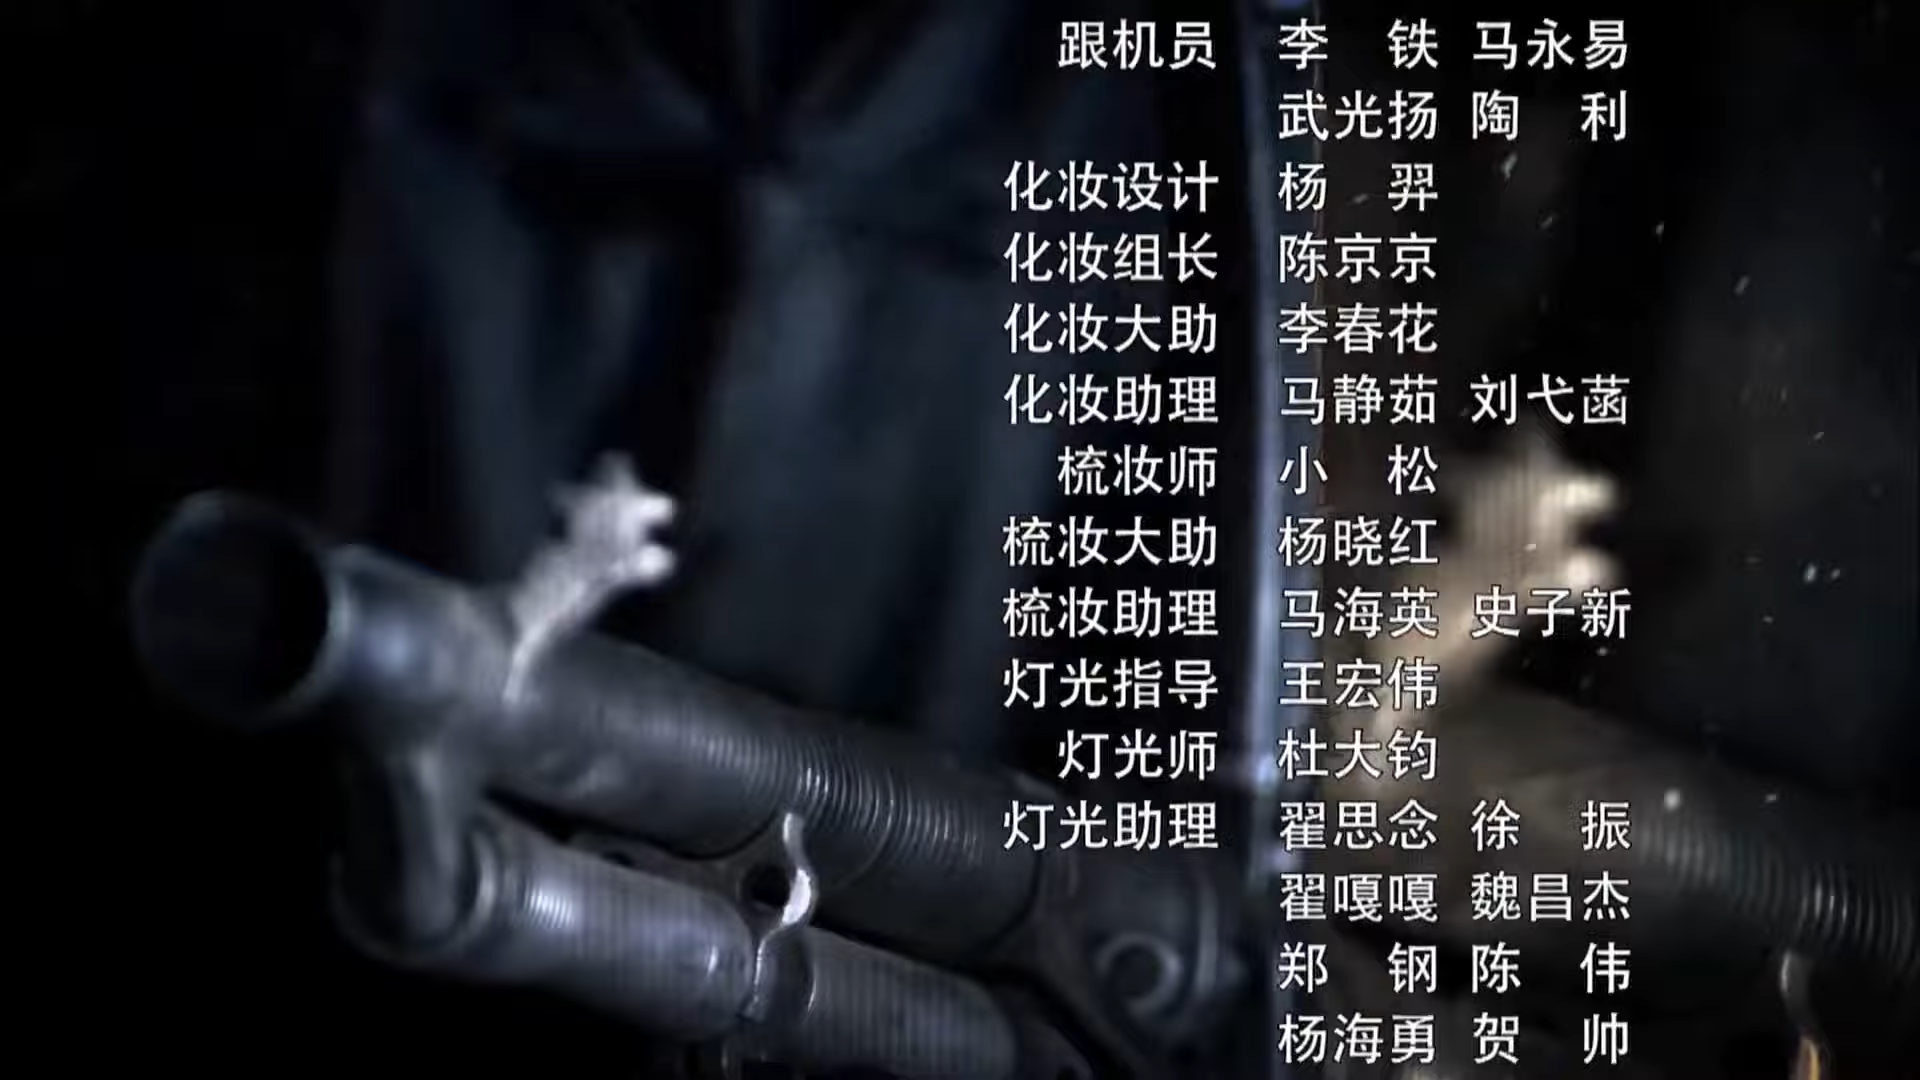 跟机员 李 铁 马永易
武光扬 陶 利
化妆设计 杨 羿
化妆组长 陈京京
化妆大助 李春花
化妆助理 马静茹 刘弋菡
梳妆师 小 松
梳妆大助 杨晓红
梳妆助理 马海英 史子新
灯光指导 王宏伟
灯光师 杜大钧
灯光助理 翟思念 徐 振
翟嘎嘎 魏昌杰
郑 钢 陈 伟
杨海勇 贺 帅